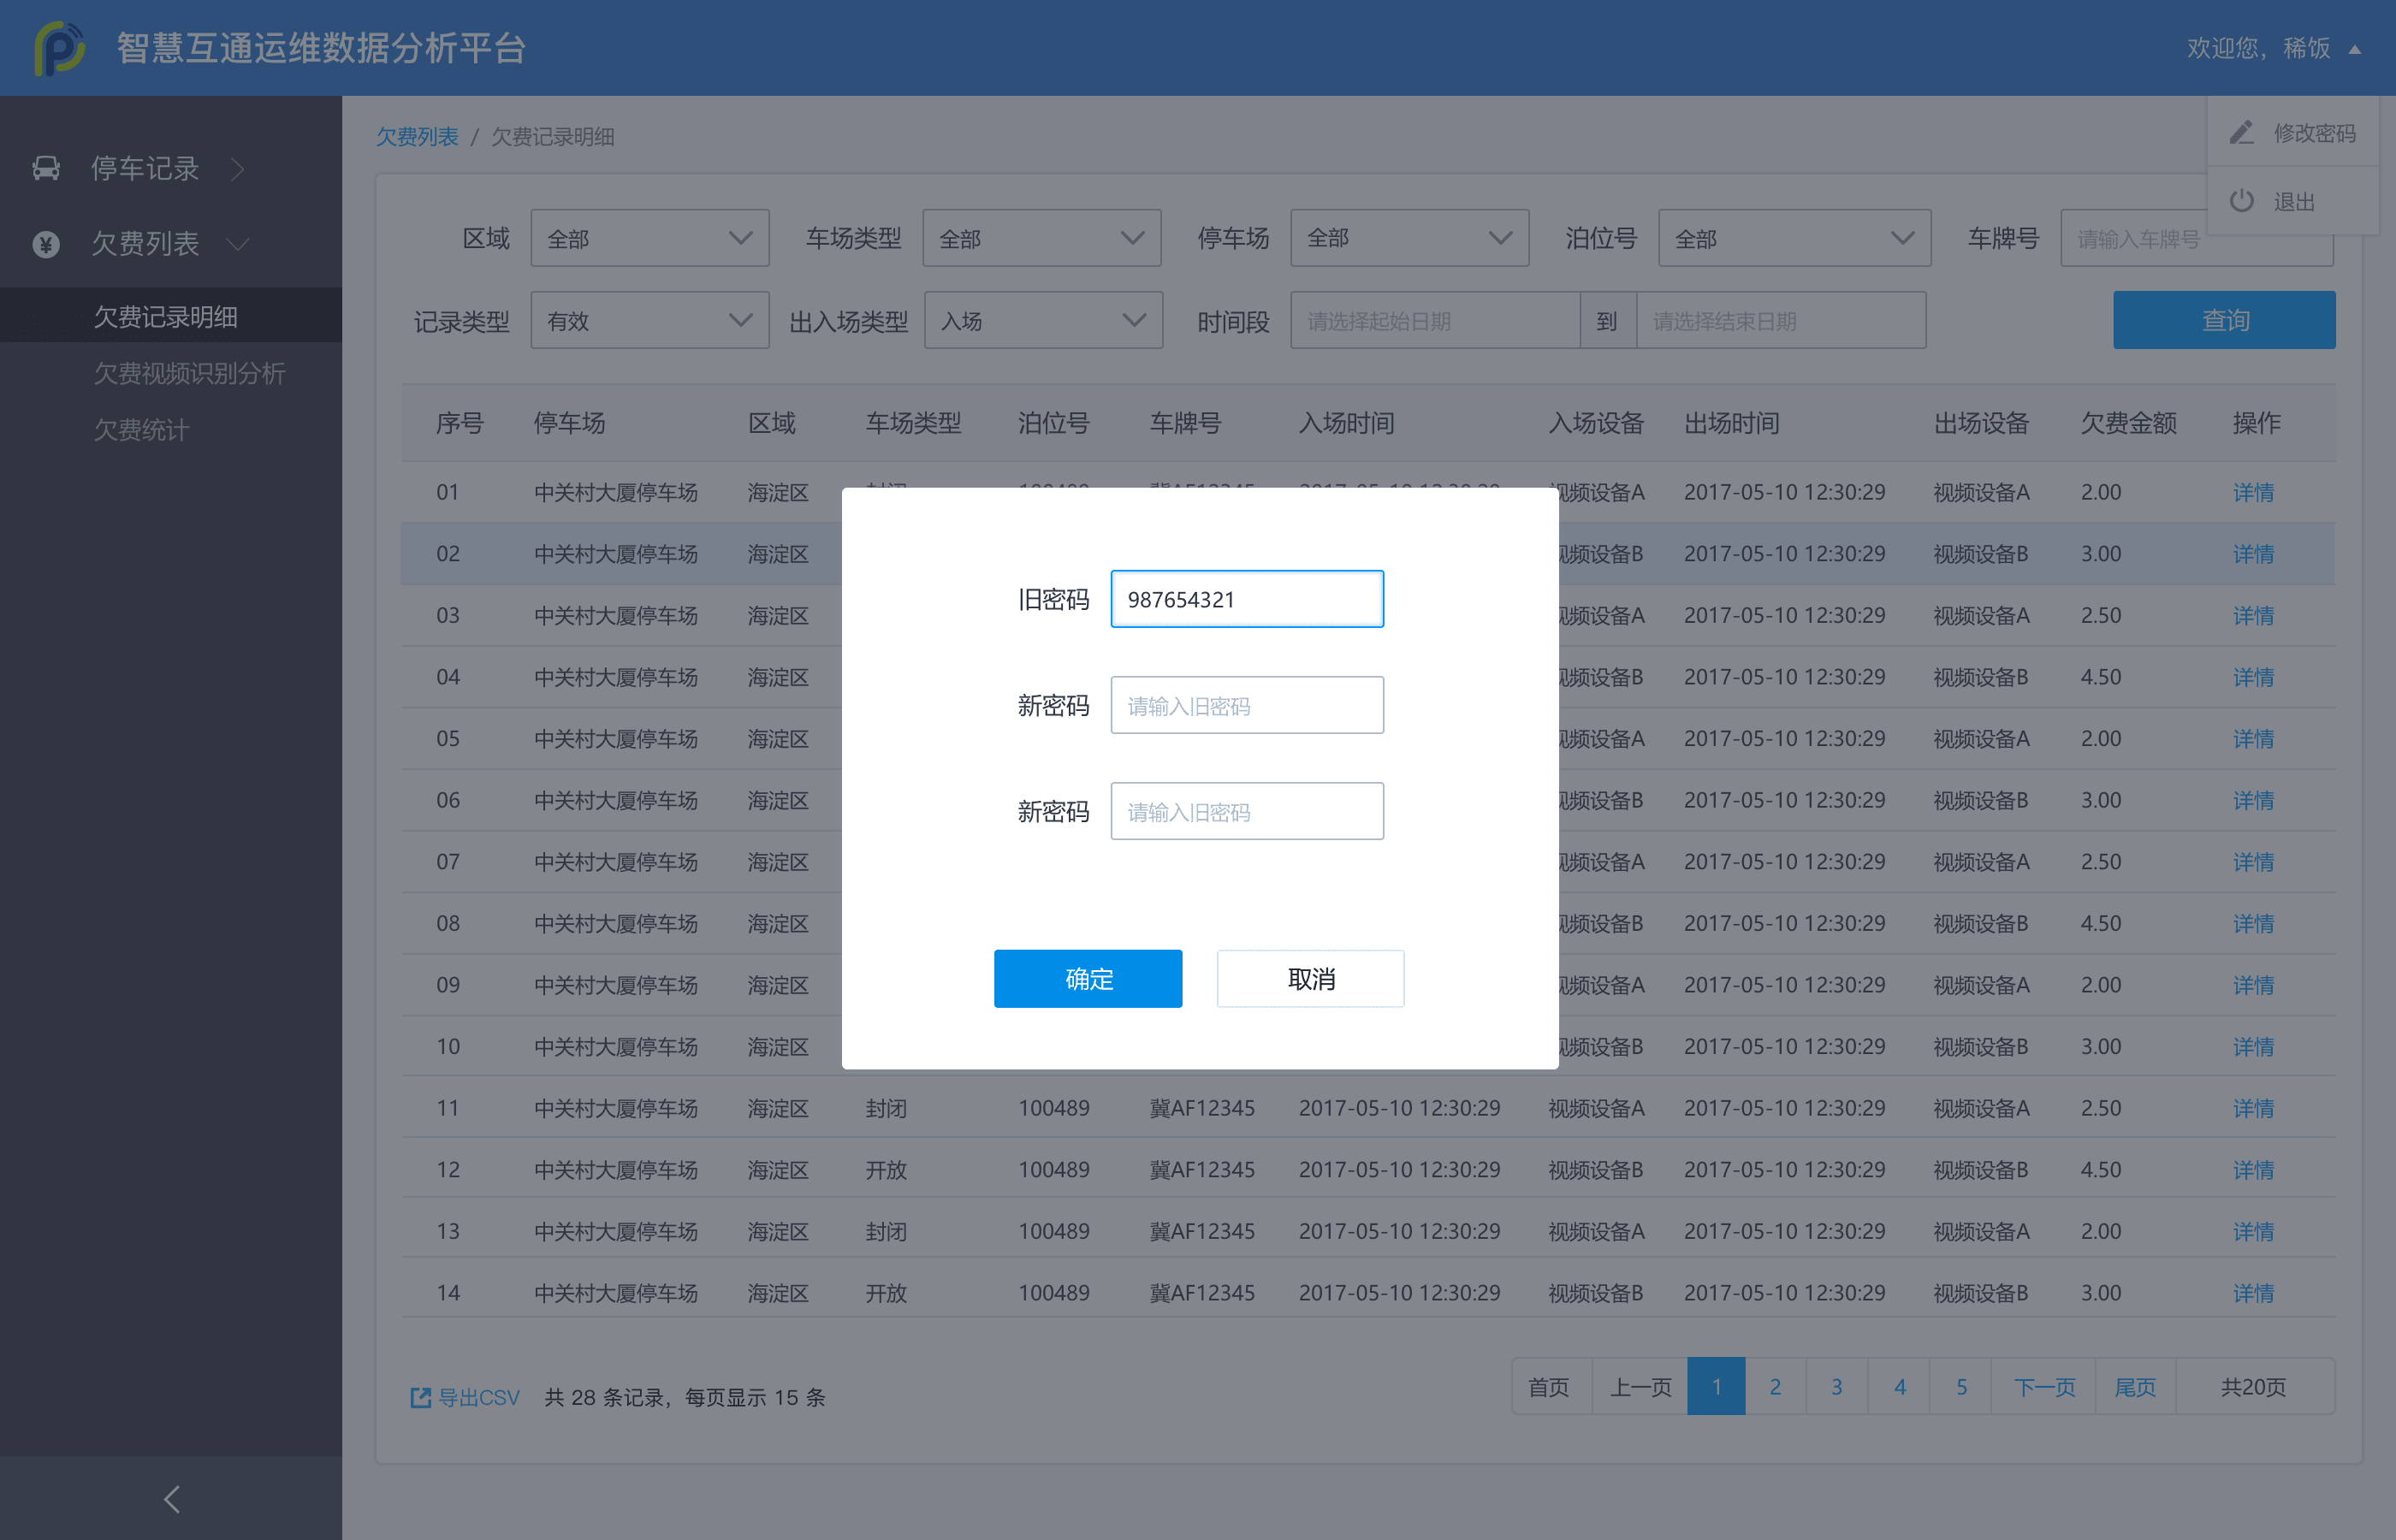 智慧互通运维数据分析平台
欢迎您，稀饭
修改密码
退出
停车记录
欠费列表
欠费记录明细
欠费视频识别分析
欠费统计
欠费列表 / 欠费记录明细
区域 全部 车场类型 全部 停车场 全部 泊位号 全部 车牌号 请输入车牌号
记录类型 有效 出入场类型 入场 时间段 请选择起始日期 到 请选择结束日期 查询
序号 停车场 区域 车场类型 泊位号 车牌号 入场时间 入场设备 出场时间 出场设备 欠费金额 操作
01 中关村大厦停车场 海淀区 封闭 100489 冀AF12345 2017-05-10 12:30:29 视频设备A 2017-05-10 12:30:29 视频设备A 2.00 详情
02 中关村大厦停车场 海淀区 视频设备B 2017-05-10 12:30:29 视频设备B 3.00 详情
03 中关村大厦停车场 海淀区 视频设备A 2017-05-10 12:30:29 视频设备A 2.50 详情
04 中关村大厦停车场 海淀区 视频设备B 2017-05-10 12:30:29 视频设备B 4.50 详情
05 中关村大厦停车场 海淀区 视频设备A 2017-05-10 12:30:29 视频设备A 2.00 详情
06 中关村大厦停车场 海淀区 视频设备B 2017-05-10 12:30:29 视频设备B 3.00 详情
07 中关村大厦停车场 海淀区 视频设备A 2017-05-10 12:30:29 视频设备A 2.50 详情
08 中关村大厦停车场 海淀区 视频设备B 2017-05-10 12:30:29 视频设备B 4.50 详情
09 中关村大厦停车场 海淀区 视频设备A 2017-05-10 12:30:29 视频设备A 2.00 详情
10 中关村大厦停车场 海淀区 视频设备B 2017-05-10 12:30:29 视频设备B 3.00 详情
11 中关村大厦停车场 海淀区 封闭 100489 冀AF12345 2017-05-10 12:30:29 视频设备A 2017-05-10 12:30:29 视频设备A 2.50 详情
12 中关村大厦停车场 海淀区 开放 100489 冀AF12345 2017-05-10 12:30:29 视频设备B 2017-05-10 12:30:29 视频设备B 4.50 详情
13 中关村大厦停车场 海淀区 封闭 100489 冀AF12345 2017-05-10 12:30:29 视频设备A 2017-05-10 12:30:29 视频设备A 2.00 详情
14 中关村大厦停车场 海淀区 开放 100489 冀AF12345 2017-05-10 12:30:29 视频设备B 2017-05-10 12:30:29 视频设备B 3.00 详情
旧密码 987654321
新密码 请输入旧密码
新密码 请输入旧密码
确定 取消
导出CSV 共 28 条记录，每页显示 15 条
首页 上一页 1 2 3 4 5 下一页 尾页 共20页